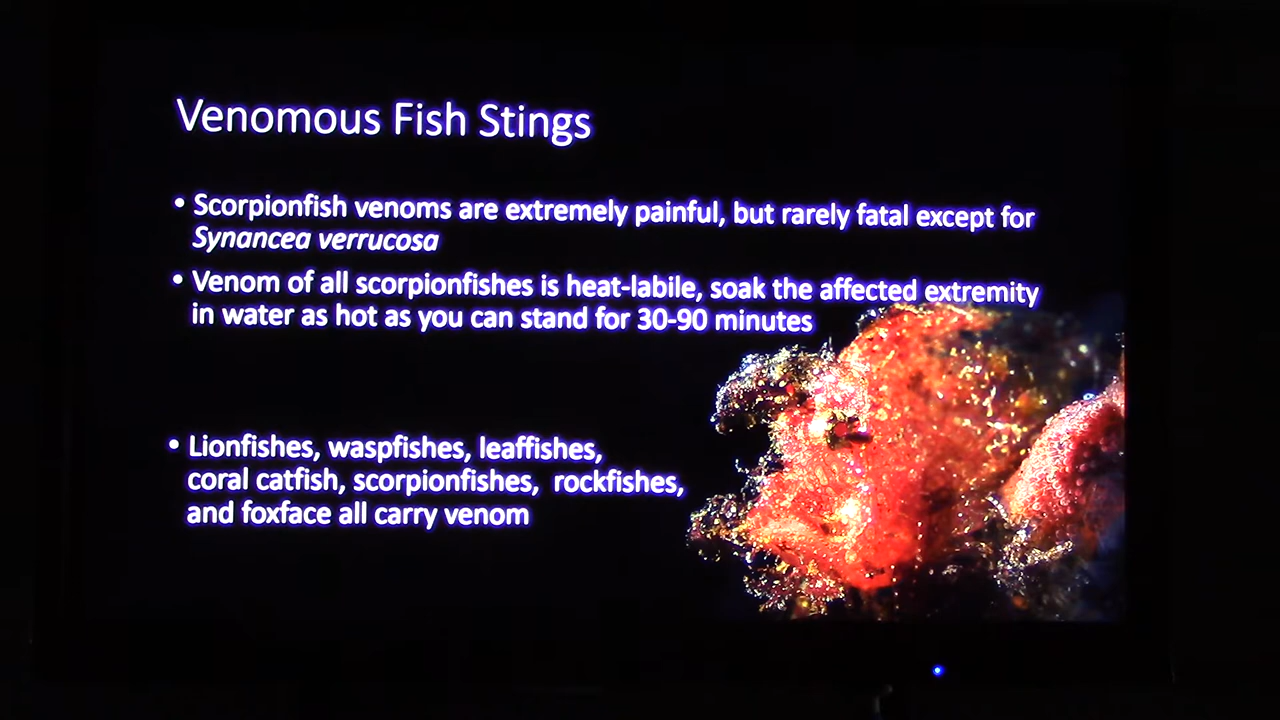 Venomous Fish Stings
• Scorpionfish venoms are extremely painful, but rarely fatal except for
Synancea verrucosa
• Venom of all scorpionfishes is heat-labile, soak the affected extremity
in water as hot as you can stand for 30-90 minutes
• Lionfishes, waspfishes, leaffishes,
coral catfish, scorpionfishes, rockfishes,
and foxface all carry venom